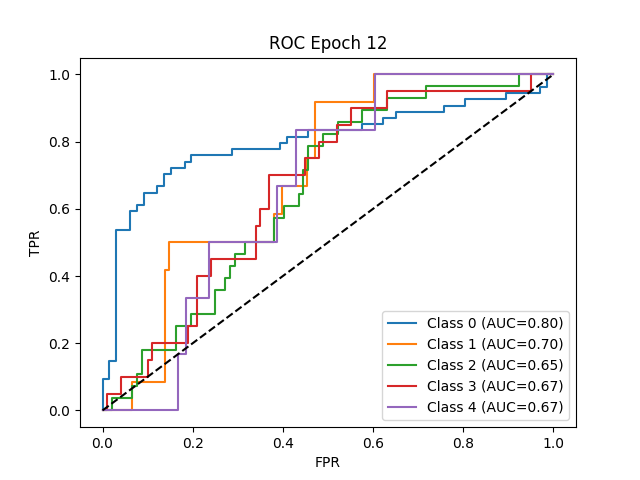 ROC Epoch 12
TPR
1.0
0.8
0.6
0.4
0.2
0.0
Class 0 (AUC=0.80)
Class 1 (AUC=0.70)
Class 2 (AUC=0.65)
Class 3 (AUC=0.67)
Class 4 (AUC=0.67)
0.0 0.2 0.4 0.6 0.8 1.0
FPR